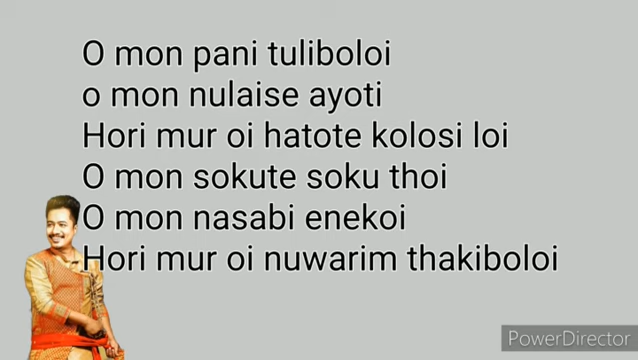 O mon pani tuliboloi
o mon nulaise ayoti
Hori mur oi hatote kolosi loi
O mon sokute soku thoi
O mon nasabi enekoi
Hori mur oi nuwarim thakiboloi
PowerDirector